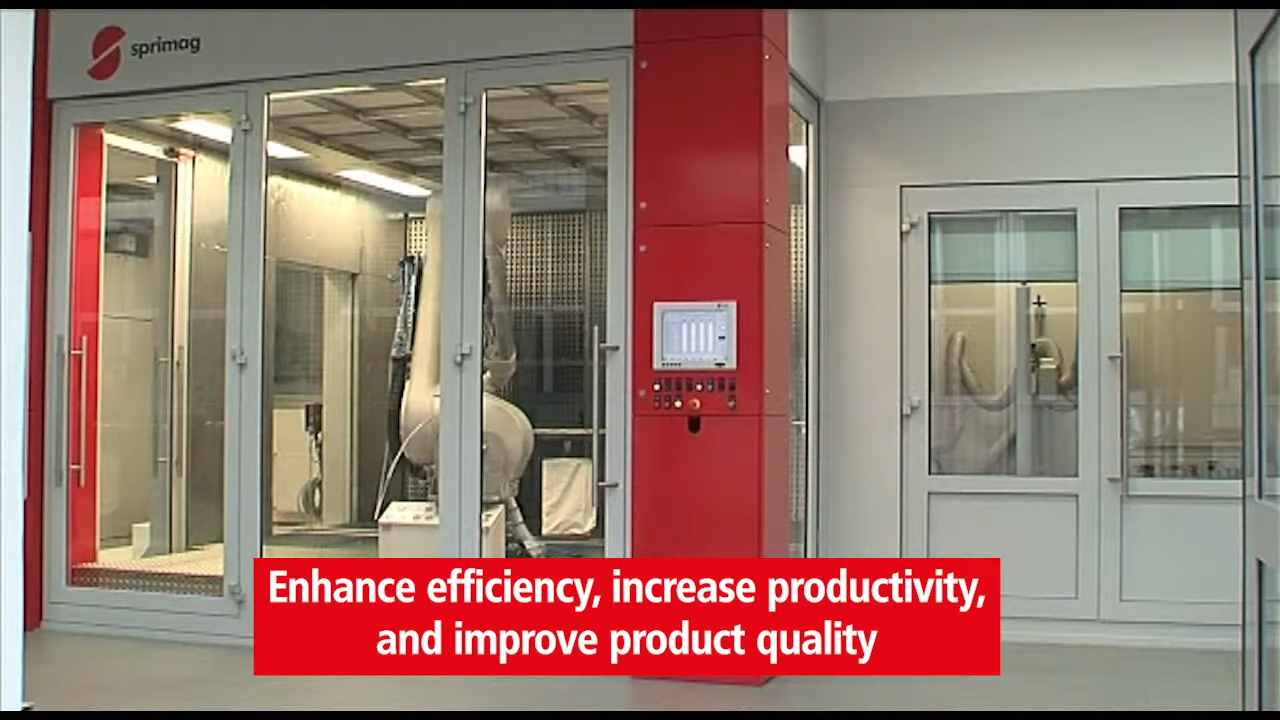 sprimag
Enhance efficiency, increase productivity,
and improve product quality